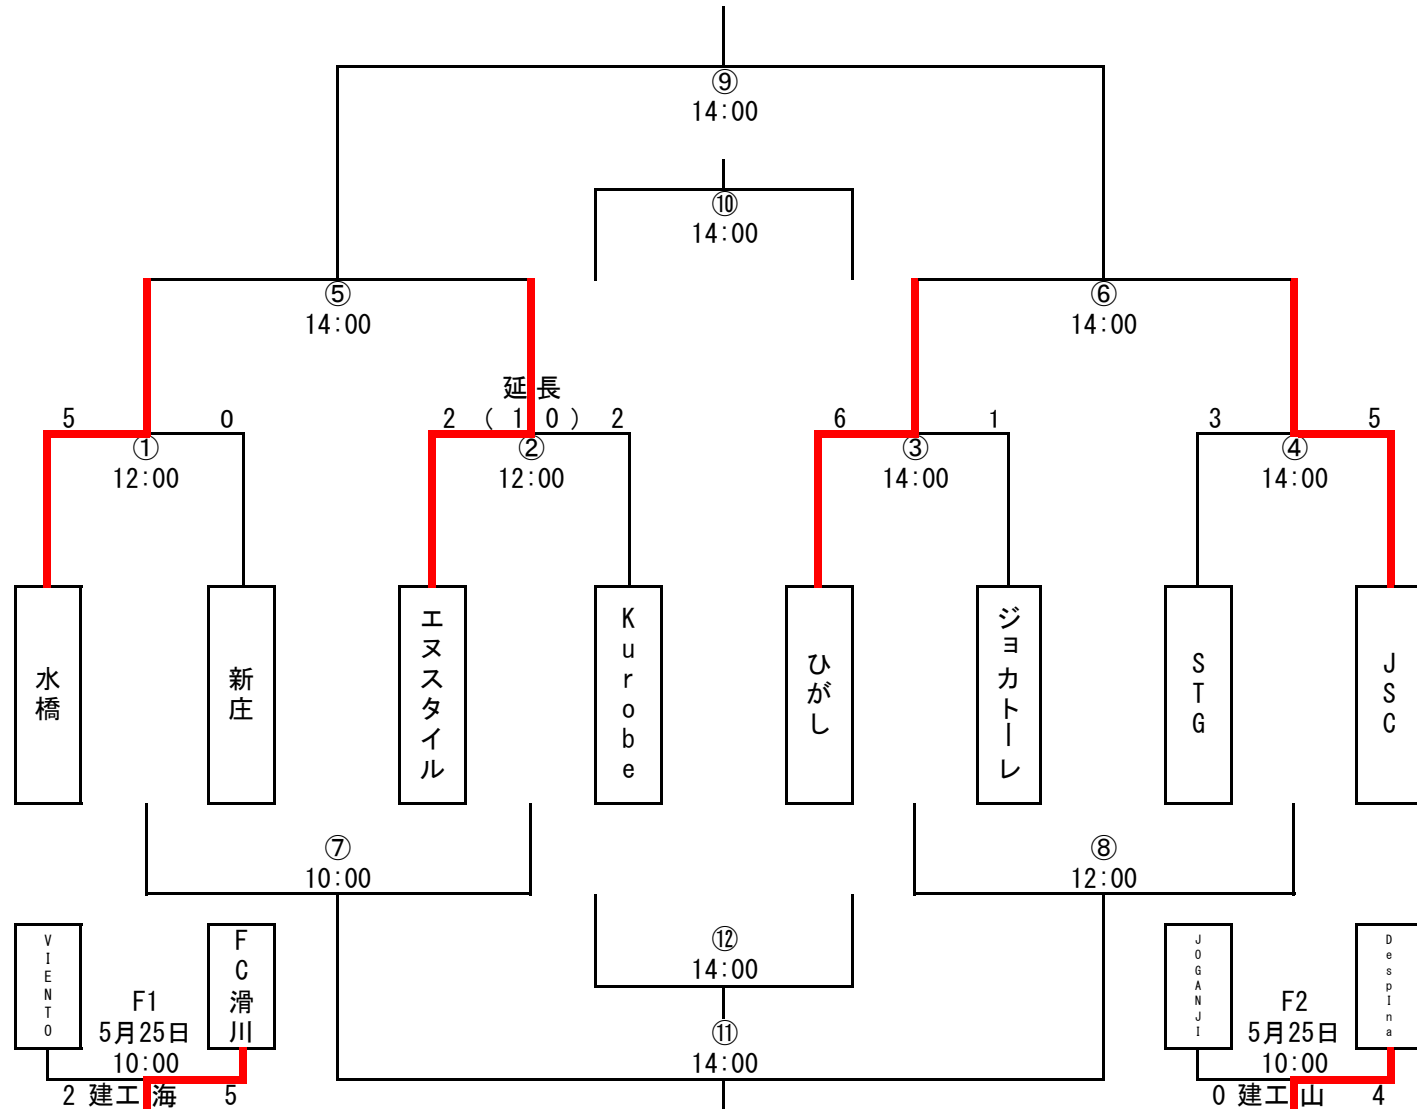 ⑨
14:00
⑩
14:00
⑤
14:00
⑥
14:00
延長
5 0 2 ( 1 0 ) 2 6 1 3 5
① ② ③ ④
12:00 12:00 14:00 14:00
水橋
新庄
エヌスタイル
Kurobe
ひがし
ジョカトーレ
STG
JSC
⑦
10:00
⑧
12:00
⑫
14:00
⑪
14:00
VIENTO
FC滑川
F1
5月25日
10:00
2 建工 海 5
JOGANJI
DespIna
F2
5月25日
10:00
0 建工 山 4